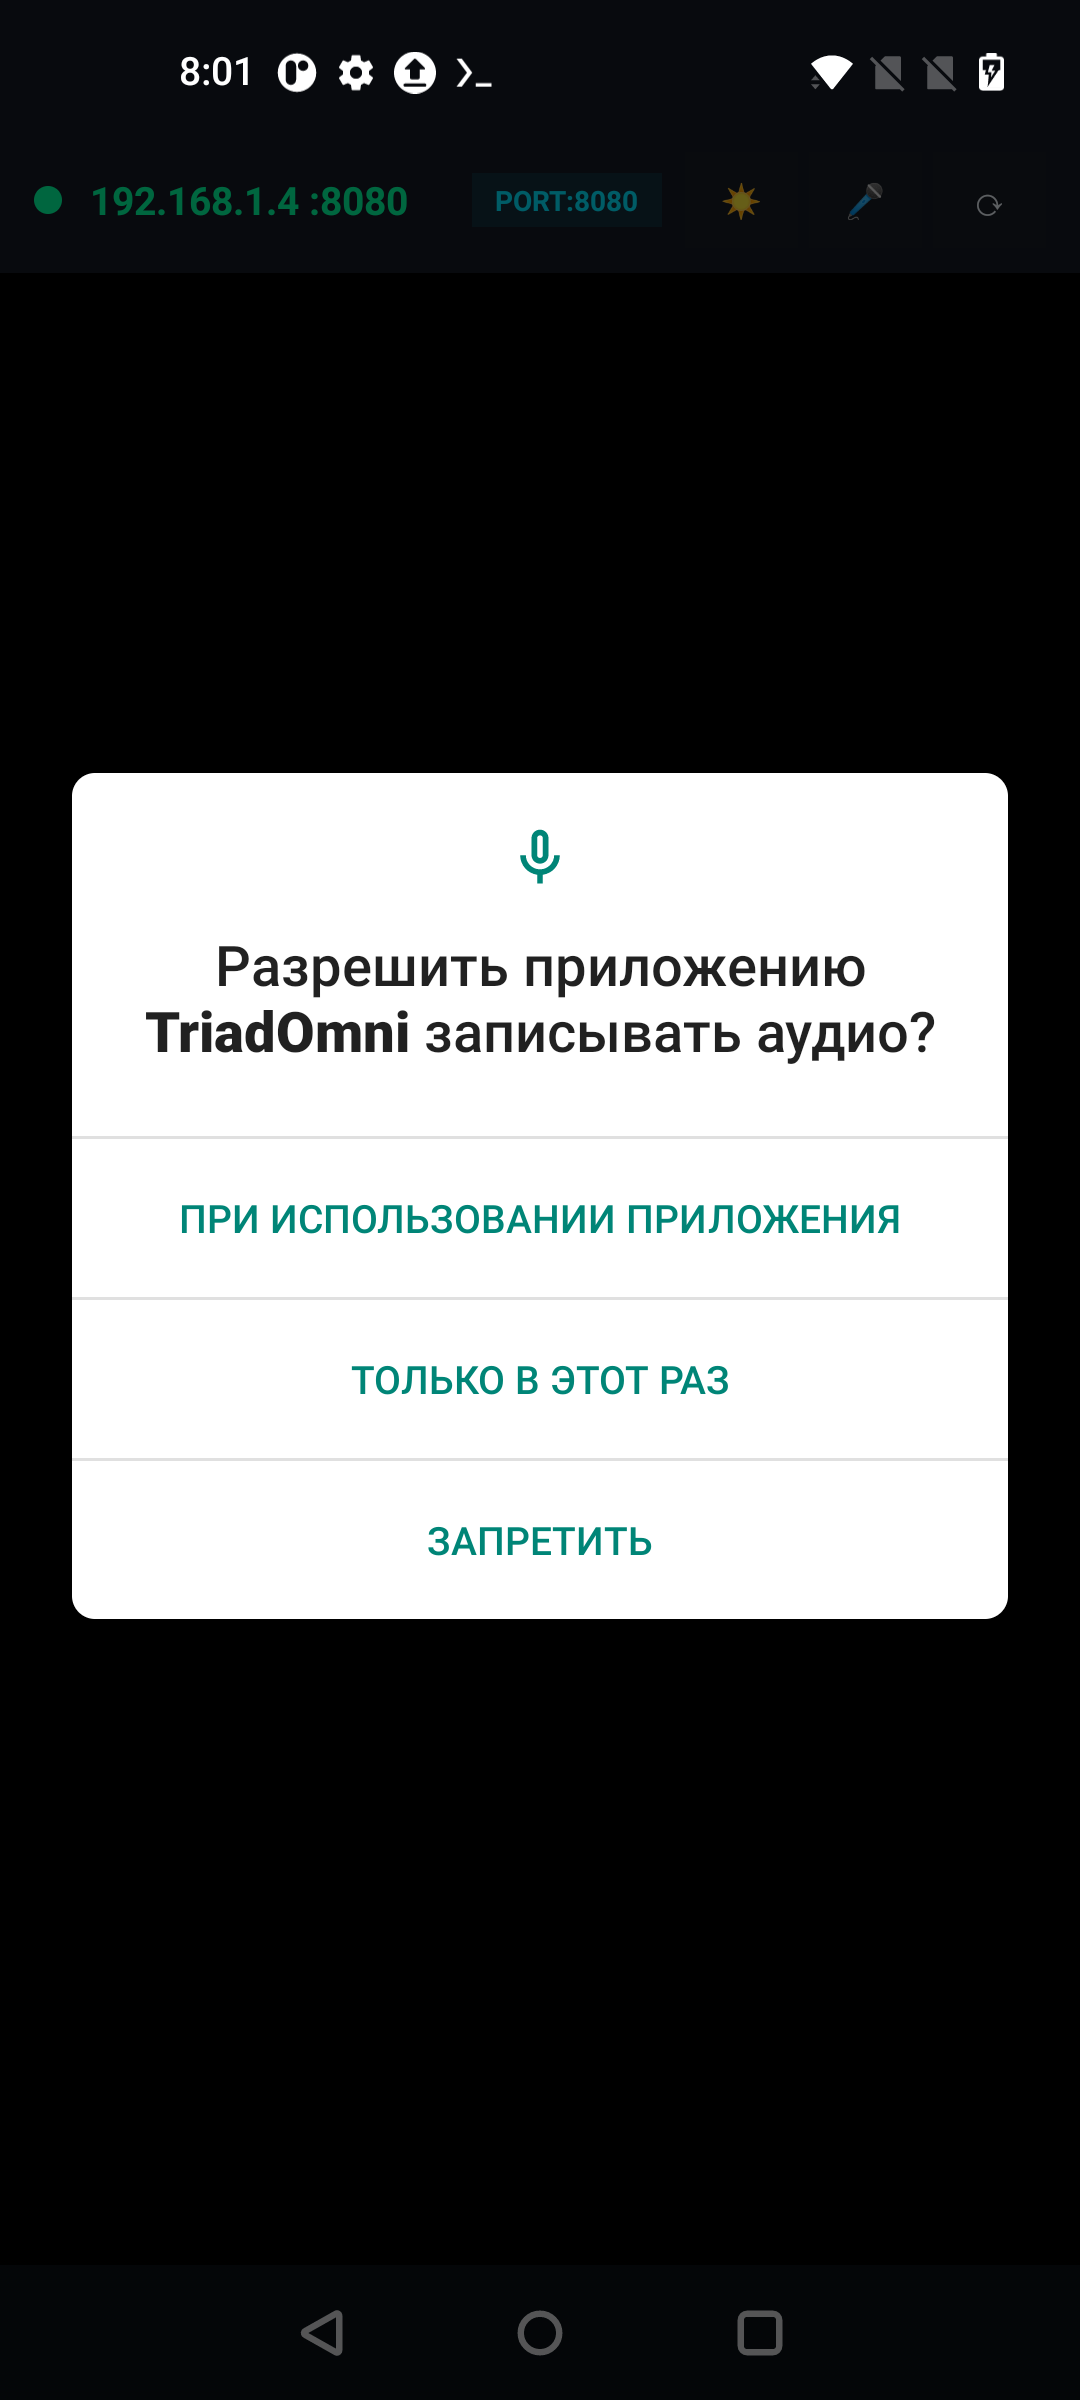 8:01
192.168.1.4 :8080
PORT:8080
Разрешить приложению
TriadOmni записывать аудио?
ПРИ ИСПОЛЬЗОВАНИИ ПРИЛОЖЕНИЯ
ТОЛЬКО В ЭТОТ РАЗ
ЗАПРЕТИТЬ